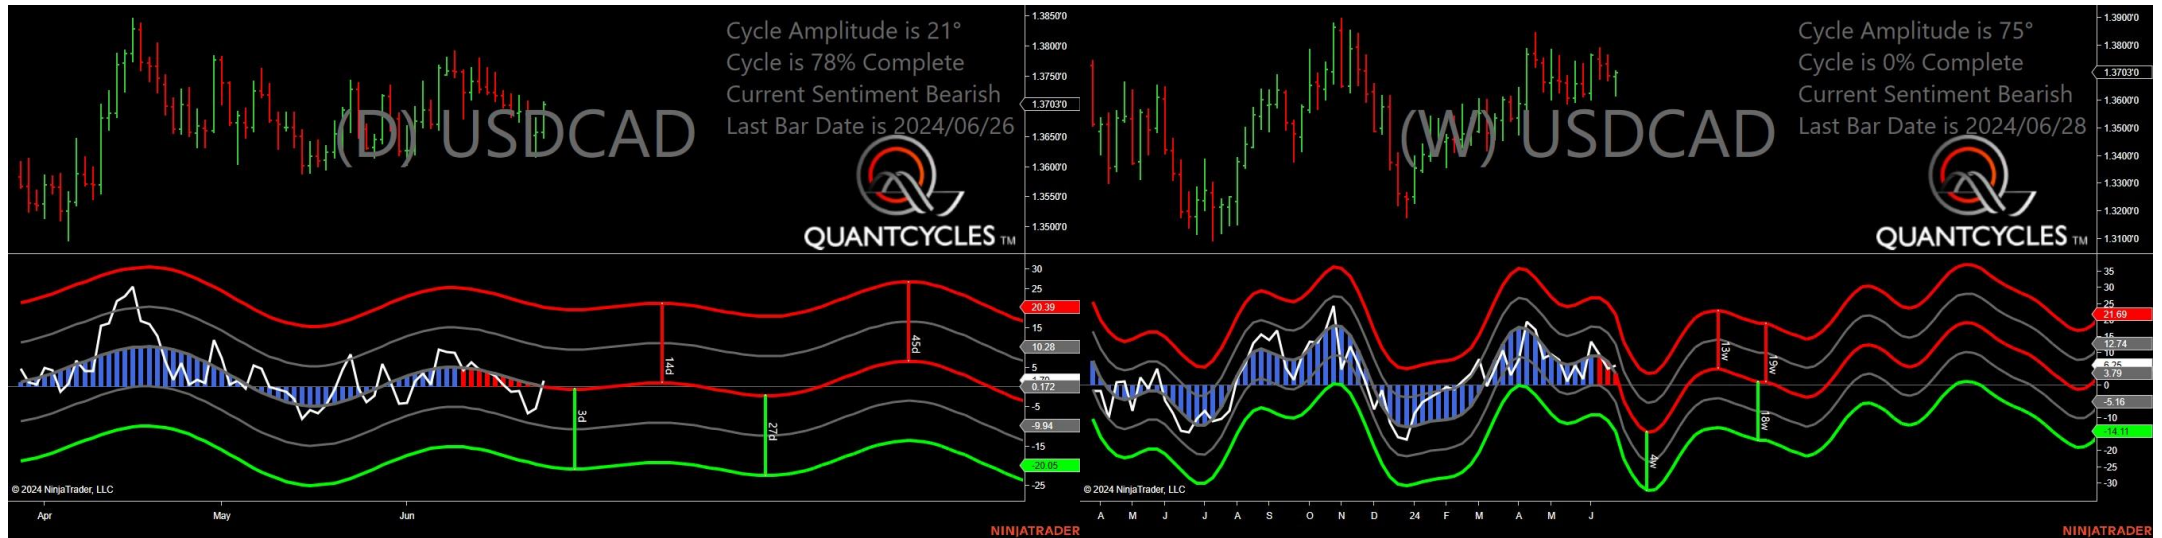 Cycle Amplitude is 21°
Cycle is 78% Complete
Current Sentiment Bearish
Last Bar Date is 2024/06/26
(D) USDCAD
QUANTCYCLES TM
1.3850'0
1.3800'0
1.3750'0
1.3703'0
1.3650'0
1.3600'0
1.3550'0
1.3500'0
30
25
20.39
15
10.28
5
0.172
-5
-9.94
-15
-20.05
-25
3d
14d
27d
45d
© 2024 NinjaTrader, LLC
Apr
May
Jun
NINJATRADER
Cycle Amplitude is 75°
Cycle is 0% Complete
Current Sentiment Bearish
Last Bar Date is 2024/06/28
(W) USDCAD
QUANTCYCLES TM
1.3900'0
1.3800'0
1.3703'0
1.3600'0
1.3500'0
1.3400'0
1.3300'0
1.3200'0
1.3100'0
35
30
25
21.69
12.74
10
3.79
0
-5.16
-10
-14.11
-20
-25
-30
4w
13w
18w
19w
© 2024 NinjaTrader, LLC
A M J J A S O N D 24 F M A M J
NINJATRADER